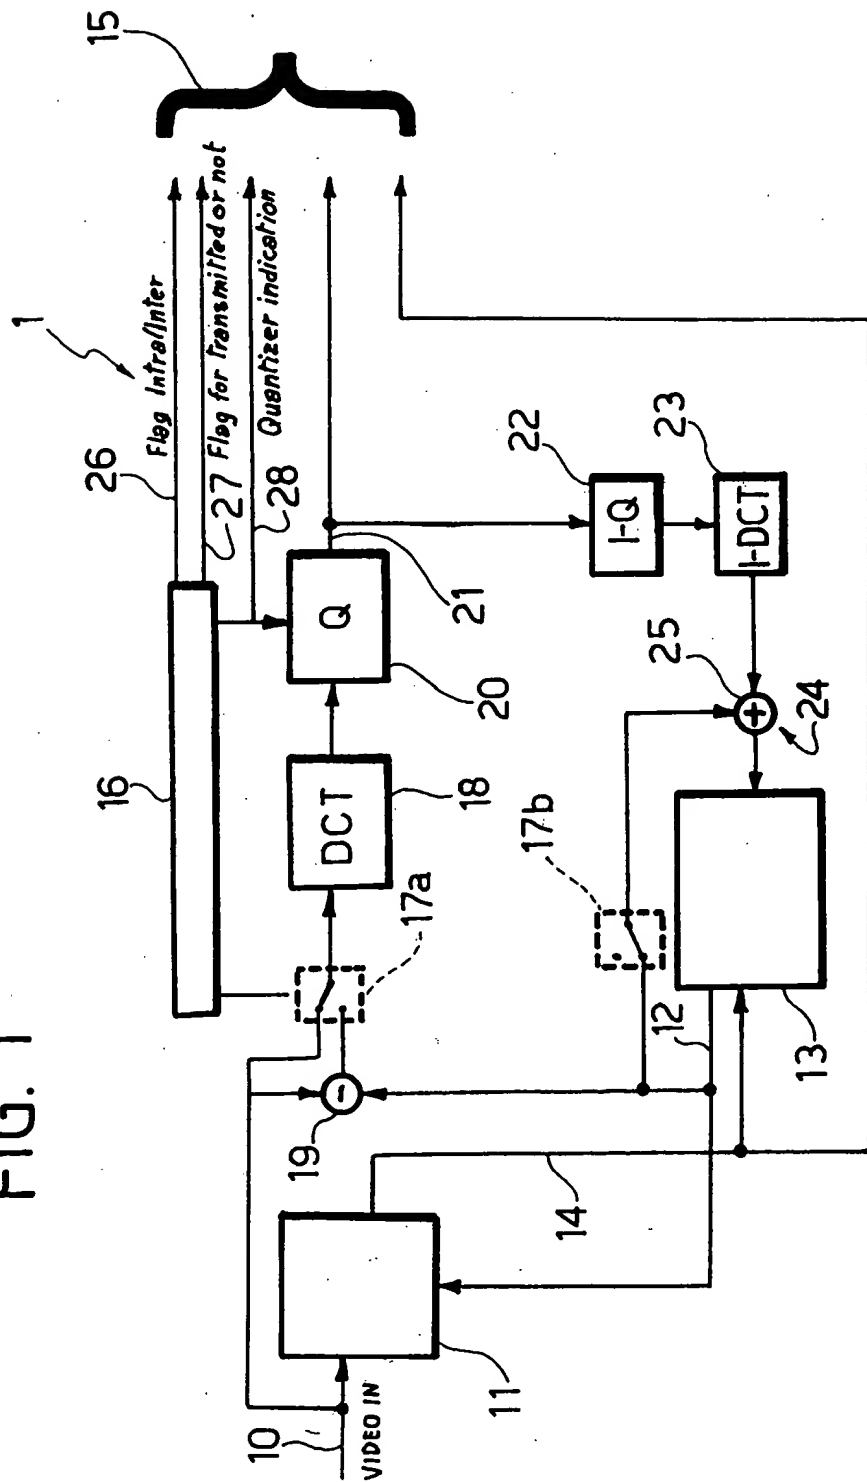 FIG. 1
1
15
26
Flag Intra/Inter
27
Flag for transmitted or not
28
Quantizer indication
16
DCT
18
Q
20
21
17a
22
I-Q
23
I-DCT
25
+
24
17b
12
13
19
-
14
10
VIDEO IN
11